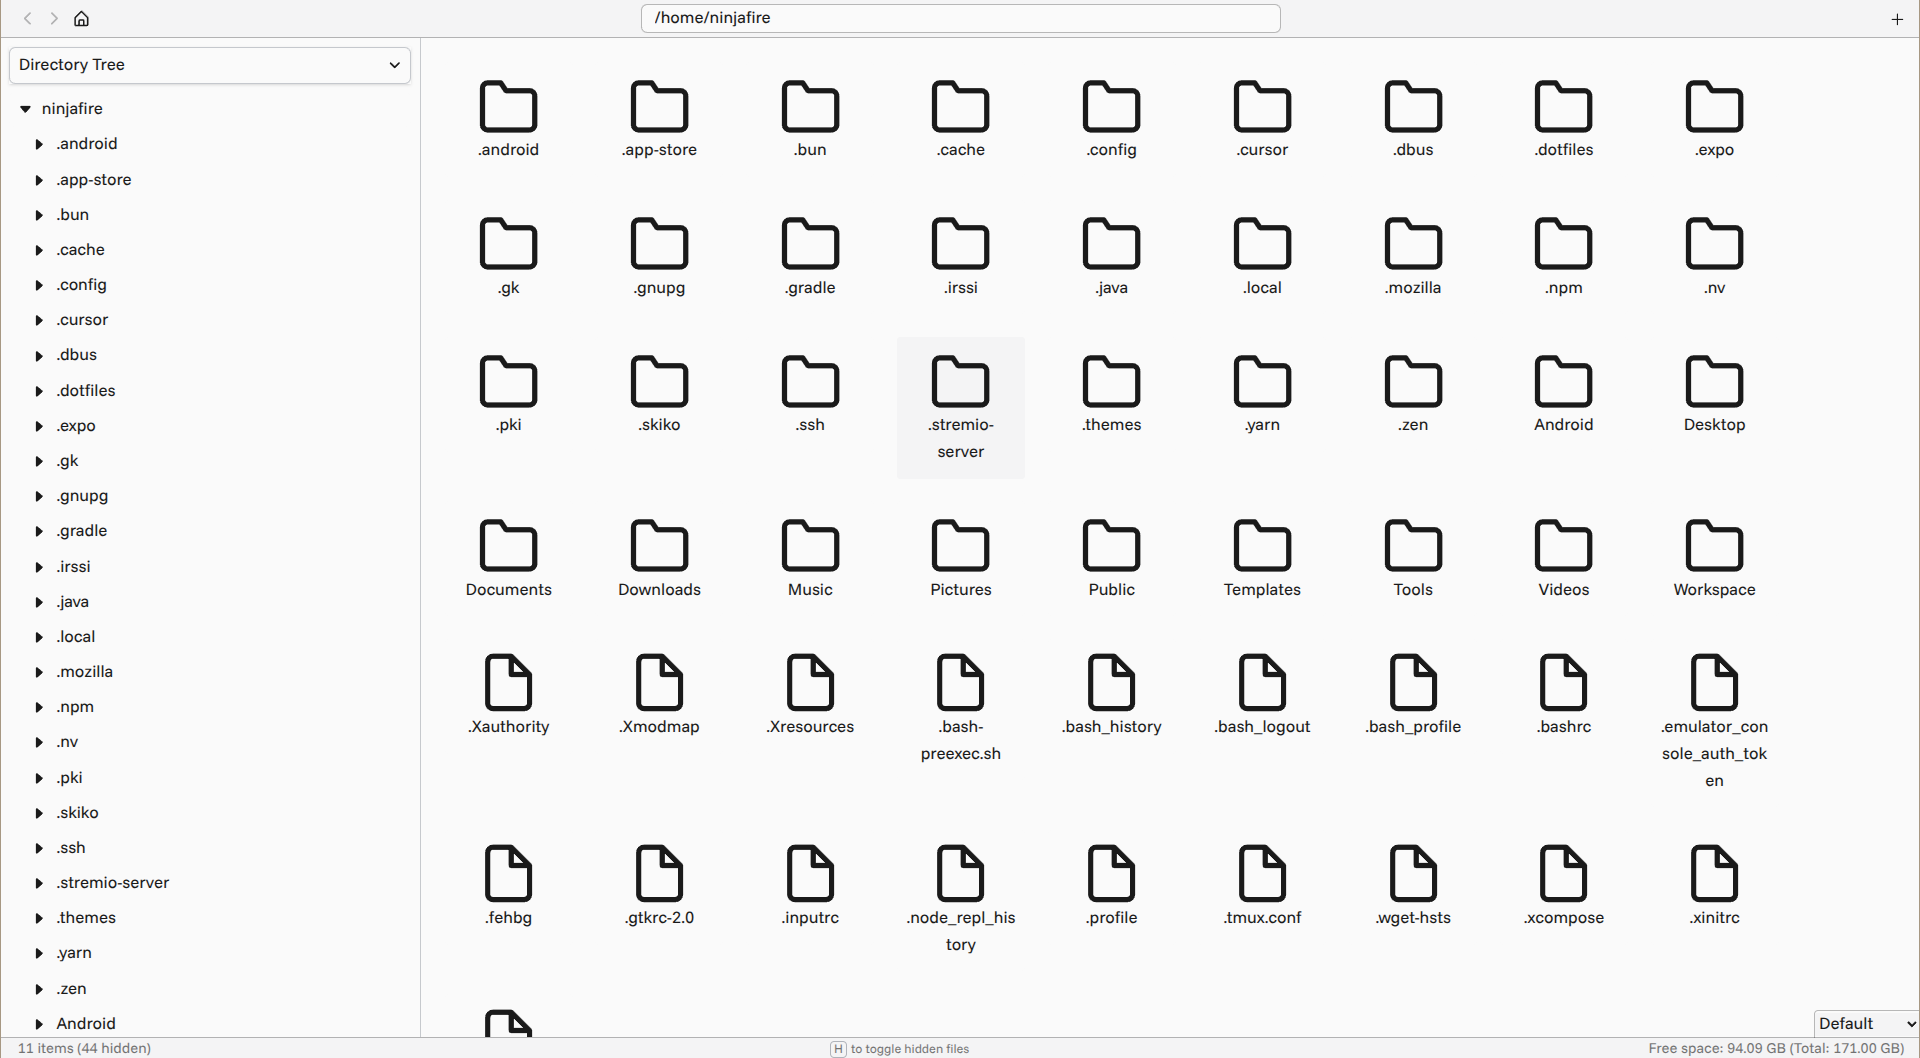 /home/ninjafire
Directory Tree
ninjafire
.android
.app-store
.bun
.cache
.config
.cursor
.dbus
.dotfiles
.expo
.gk
.gnupg
.gradle
.irssi
.java
.local
.mozilla
.npm
.nv
.pki
.skiko
.ssh
.stremio-server
.themes
.yarn
.zen
Android
.android .app-store .bun .cache .config .cursor .dbus .dotfiles .expo
.gk .gnupg .gradle .irssi .java .local .mozilla .npm .nv
.pki .skiko .ssh .stremio- .themes .yarn .zen Android Desktop
server
Documents Downloads Music Pictures Public Templates Tools Videos Workspace
.Xauthority .Xmodmap .Xresources .bash- .bash_history .bash_logout .bash_profile .bashrc .emulator_con
preexec.sh sole_auth_tok
en
.fehbg .gtkrc-2.0 .inputrc .node_repl_his .profile .tmux.conf .wget-hsts .xcompose .xinitrc
tory
Default
11 items (44 hidden) H to toggle hidden files Free space: 94.09 GB (Total: 171.00 GB)